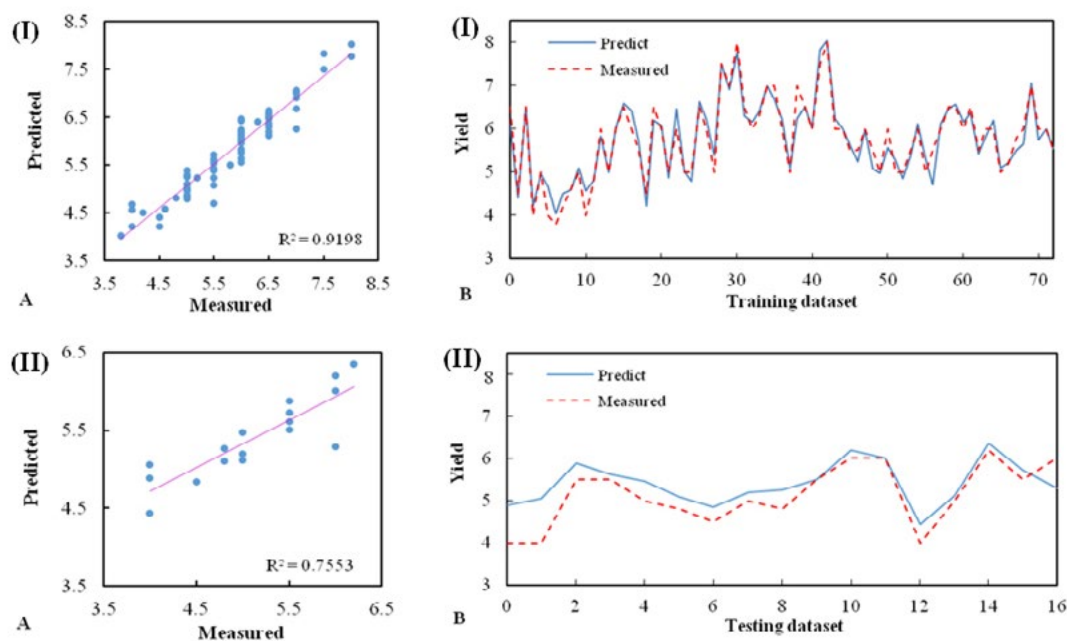 (I)
8.5
7.5
6.5
5.5
4.5
3.5
Predicted
R² = 0.9198
3.5 4.5 5.5 6.5 7.5 8.5
A
Measured
(I)
8
7
6
5
4
3
Yield
Predict
Measured
0 10 20 30 40 50 60 70
B
Training dataset
(II)
6.5
5.5
4.5
3.5
Predicted
R² = 0.7553
3.5 4.5 5.5 6.5
A
Measured
(II)
8
7
6
5
4
3
Yield
Predict
Measured
0 2 4 6 8 10 12 14 16
B
Testing dataset